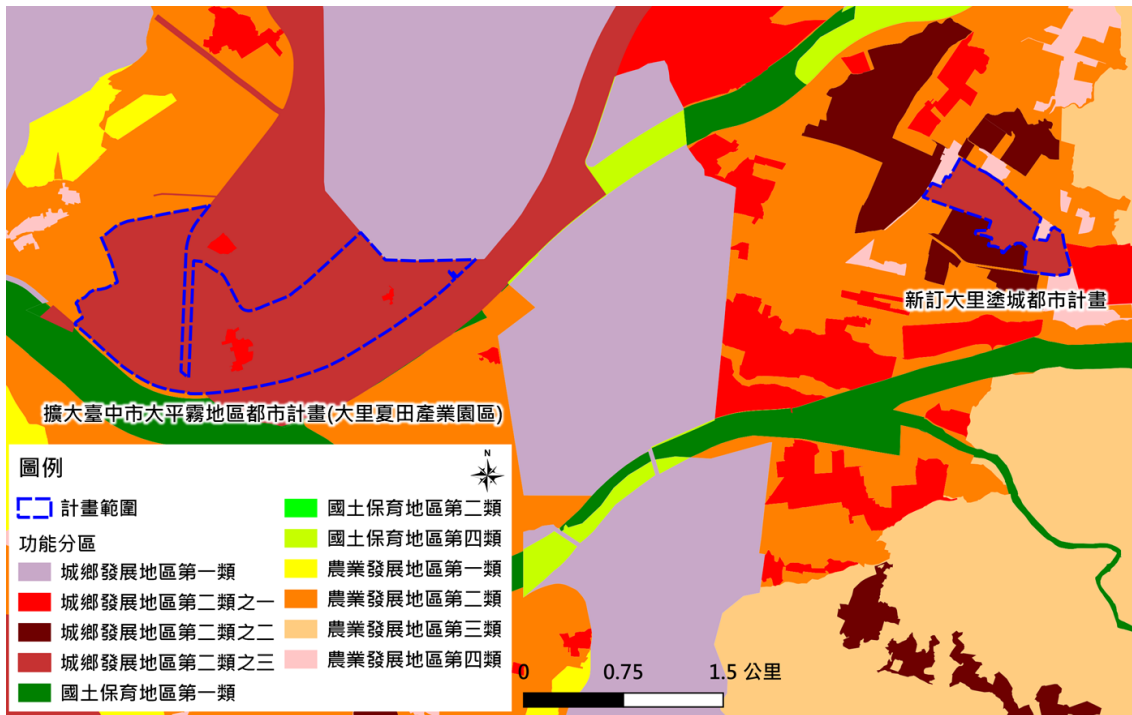 新訂大里塗城都市計畫
擴大臺中市大平霧地區都市計畫(大里夏田產業園區)
圖例
N
計畫範圍
功能分區
城鄉發展地區第一類
城鄉發展地區第二類之一
城鄉發展地區第二類之二
城鄉發展地區第二類之三
國土保育地區第一類
國土保育地區第二類
國土保育地區第四類
農業發展地區第一類
農業發展地區第二類
農業發展地區第三類
農業發展地區第四類
0 0.75 1.5 公里